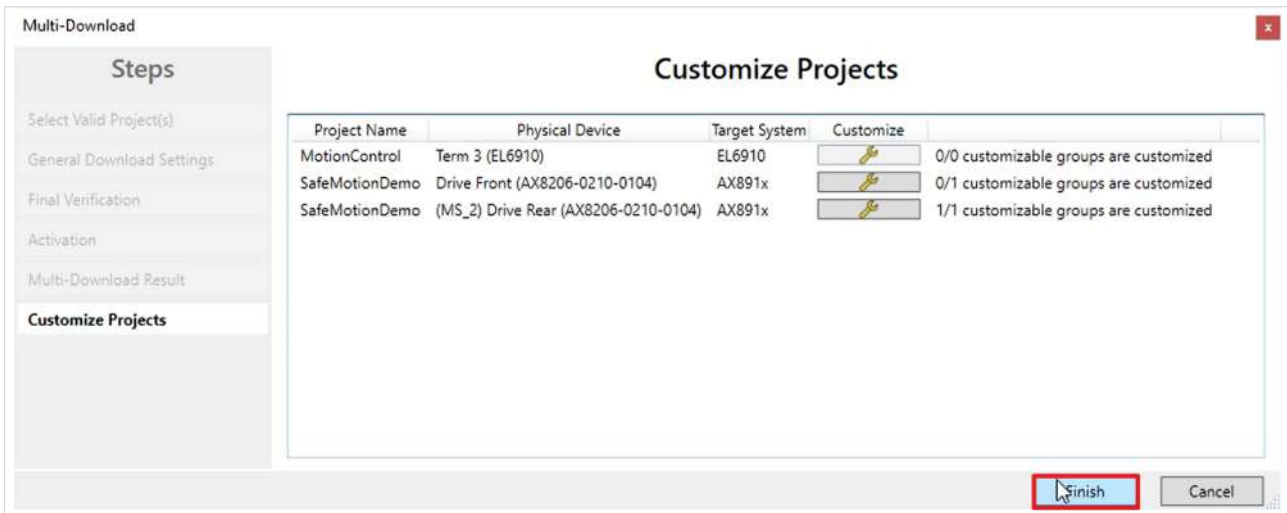 Multi-Download
x
Steps
Customize Projects
Select Valid Project(s)
General Download Settings
Final Verification
Activation
Multi-Download Result
Customize Projects
Project Name Physical Device Target System Customize
MotionControl Term 3 (EL6910) EL6910 0/0 customizable groups are customized
SafeMotionDemo Drive Front (AX8206-0210-0104) AX891x 0/1 customizable groups are customized
SafeMotionDemo (MS_2) Drive Rear (AX8206-0210-0104) AX891x 1/1 customizable groups are customized
Finish Cancel